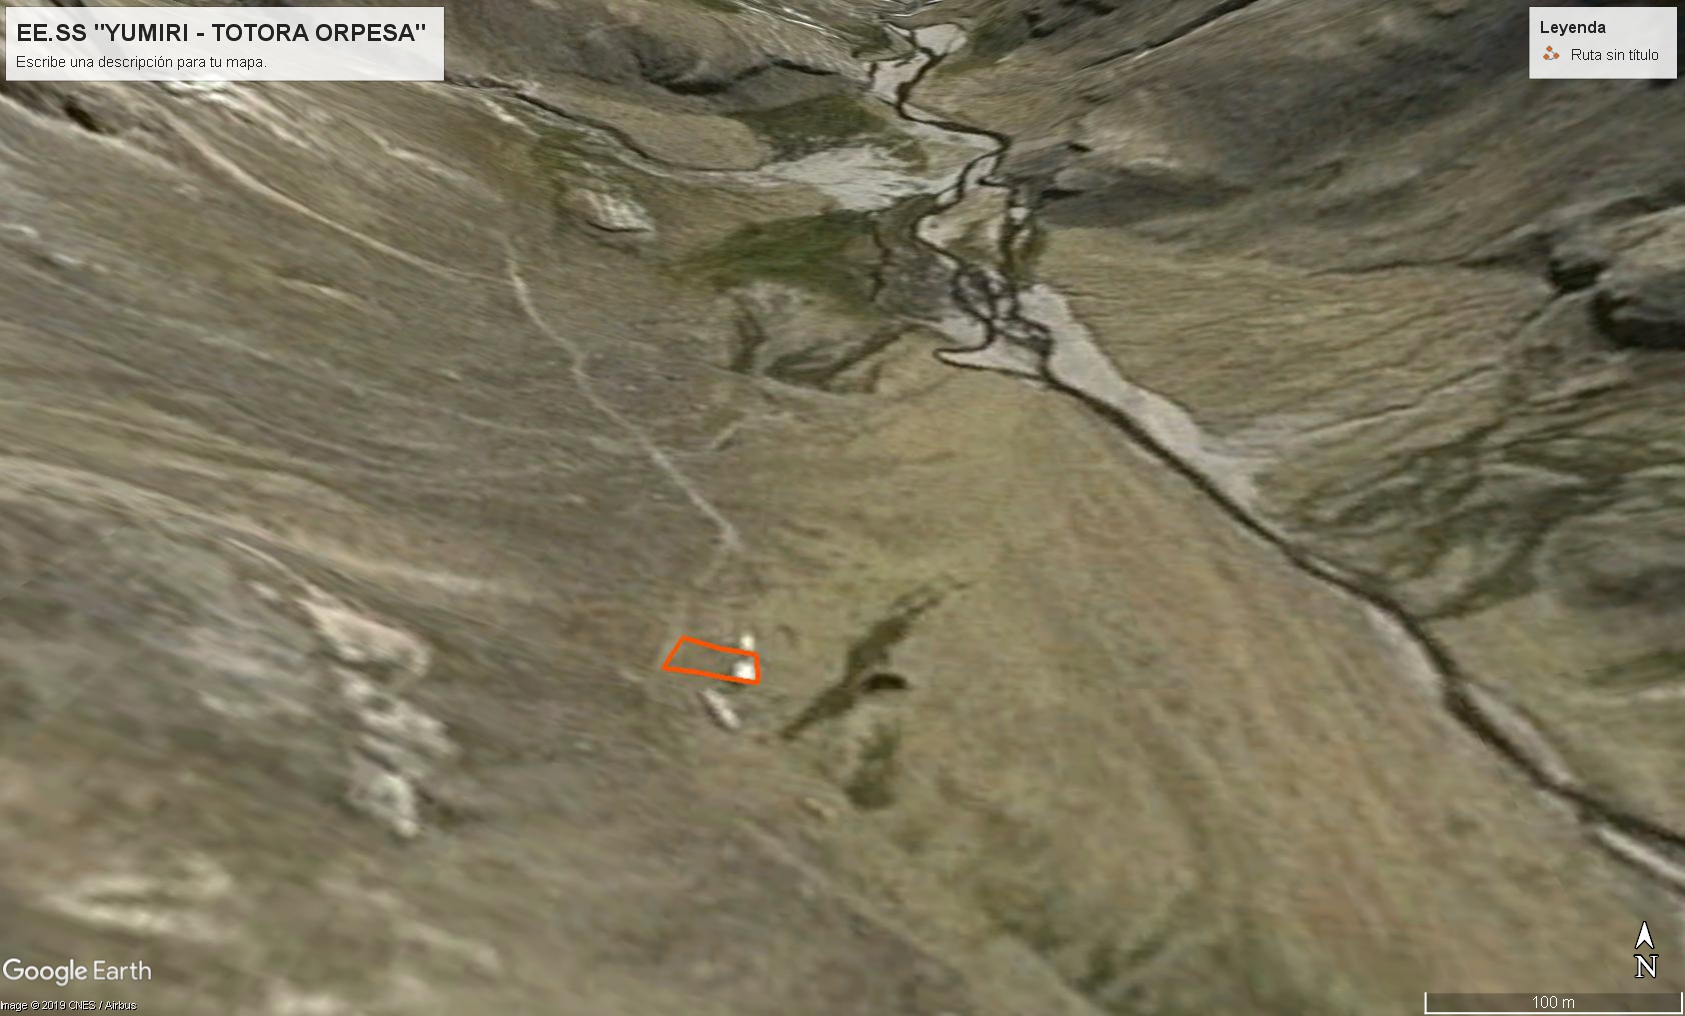 EE.SS "YUMIRI - TOTORA ORPESA"
Escribe una descripción para tu mapa.
Leyenda
Ruta sin título
Google Earth
mage © 2019 CNES / Airbus
N
100 m